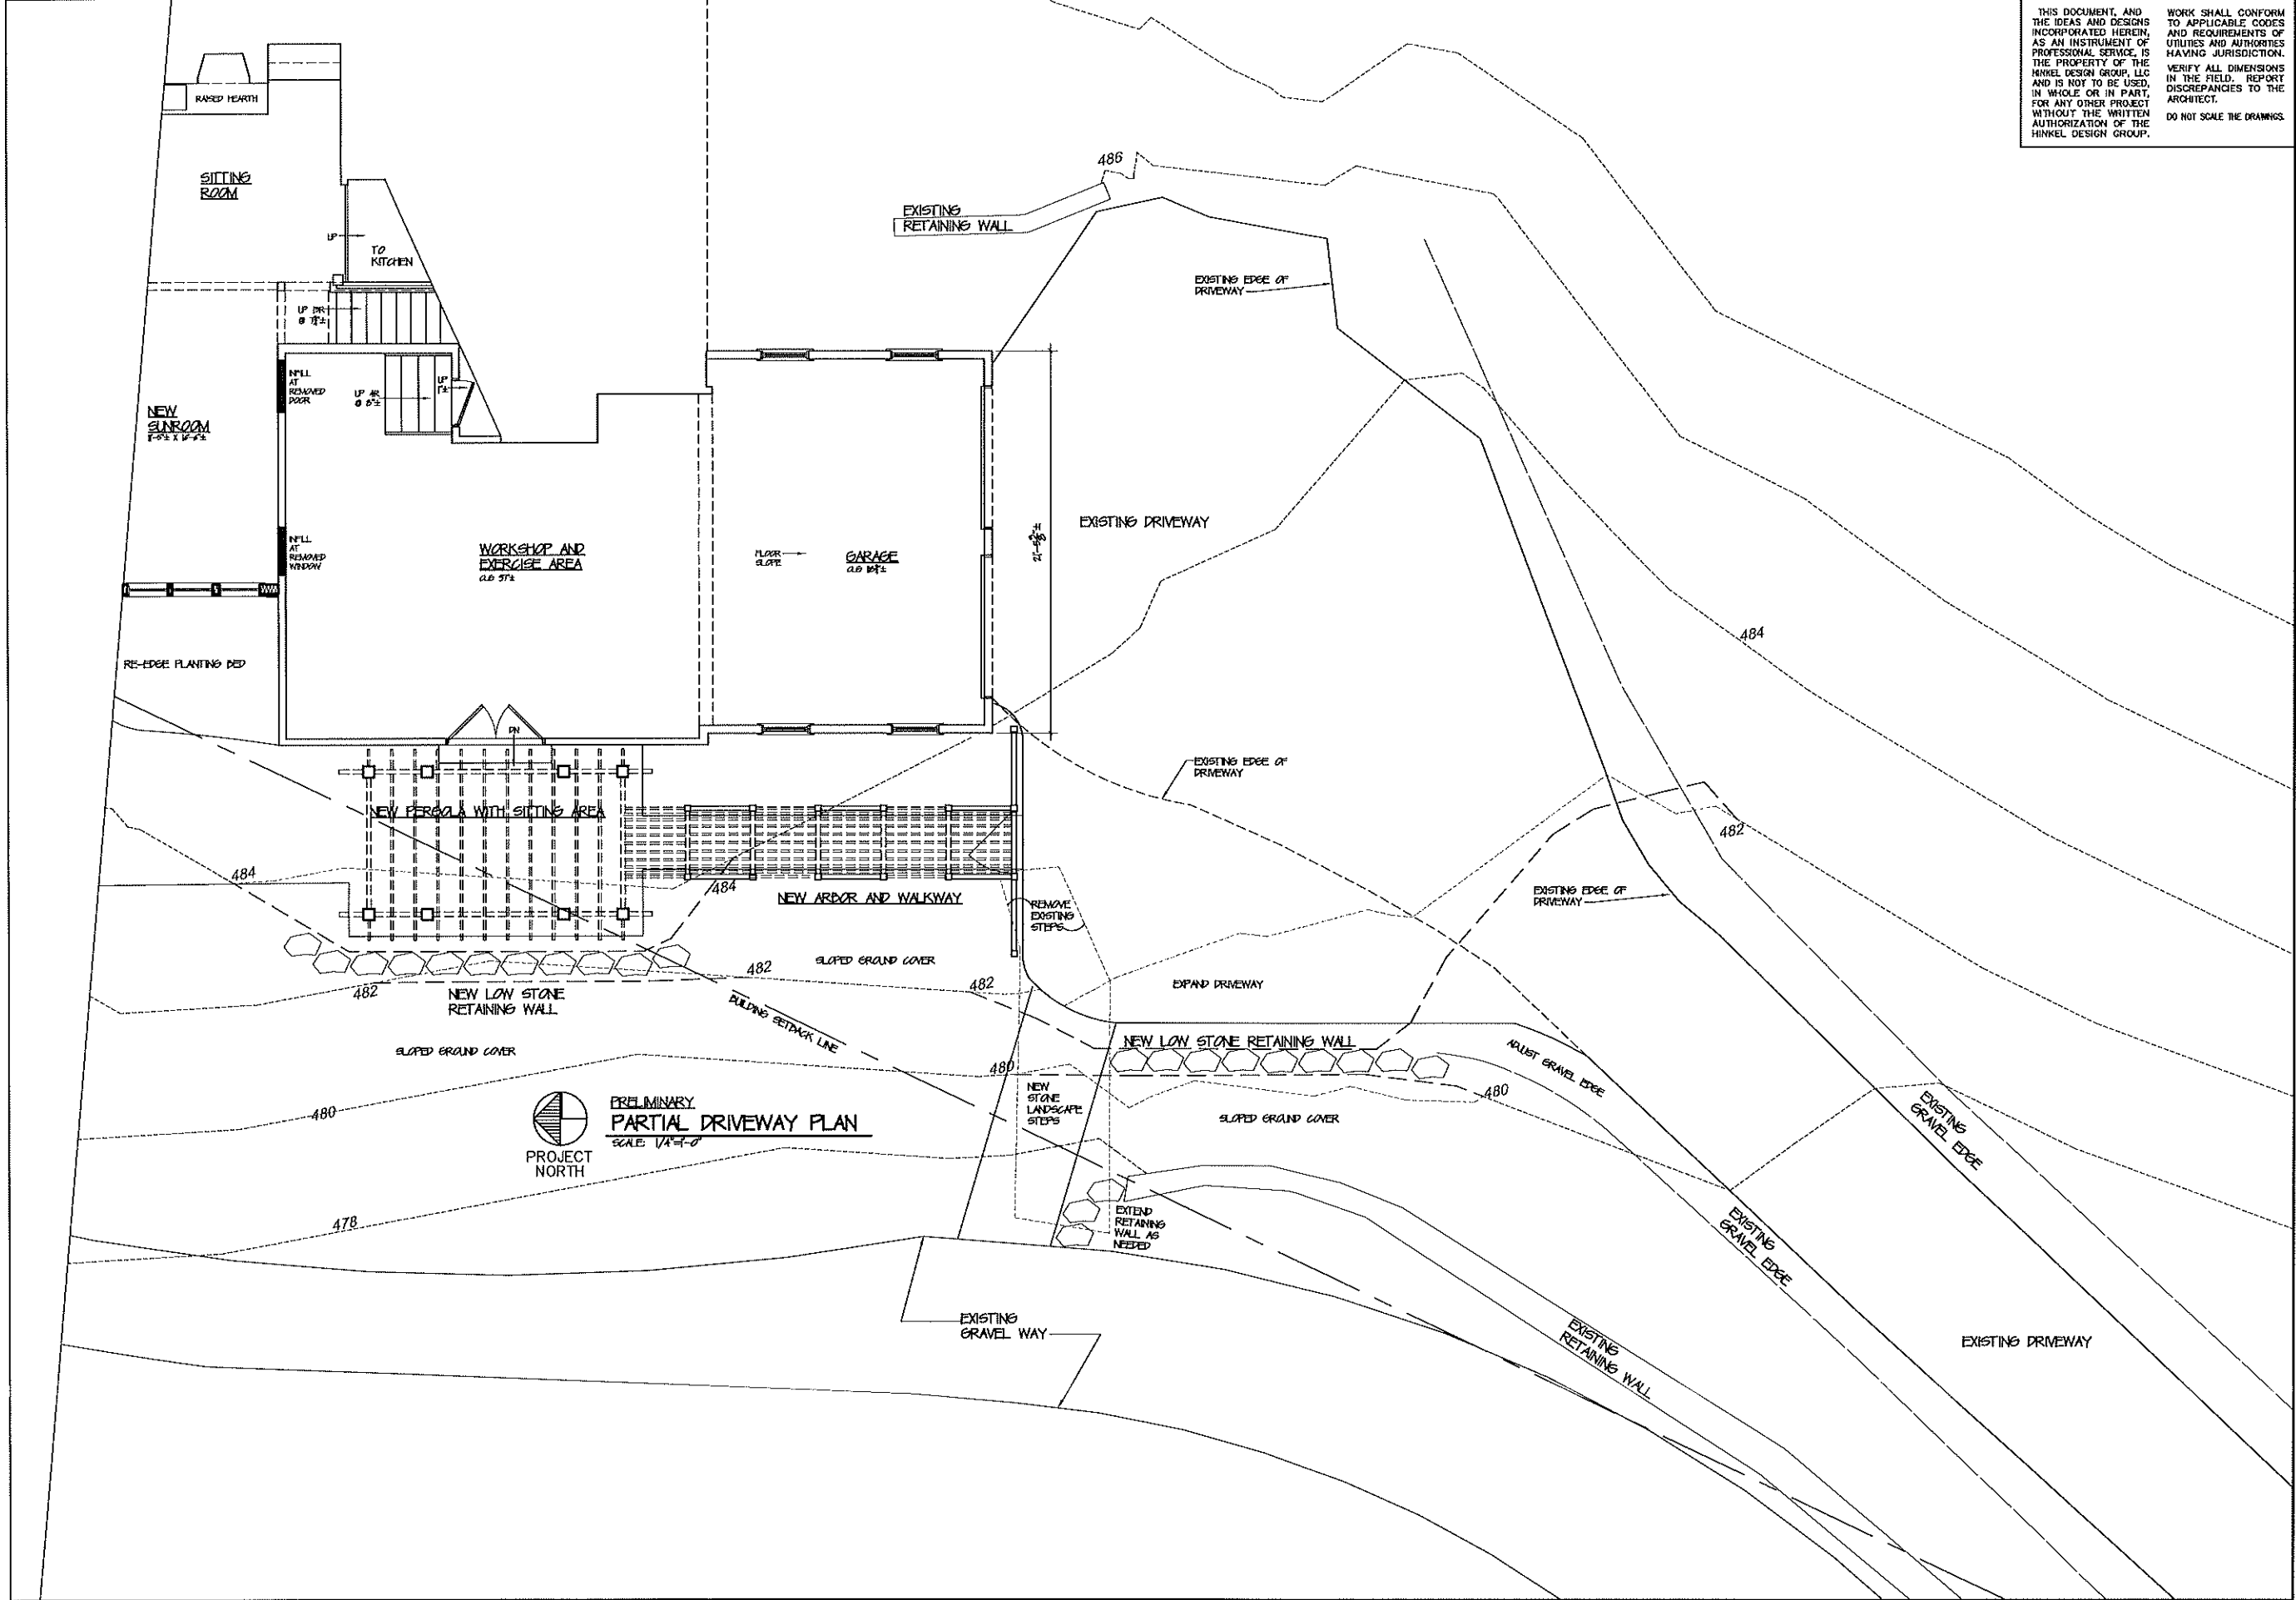 THIS DOCUMENT, AND
THE IDEAS AND DESIGNS
INCORPORATED HEREIN,
AS AN INSTRUMENT OF
PROFESSIONAL SERVICE, IS
THE PROPERTY OF THE
HINKEL DESIGN GROUP, LLC
AND IS NOT TO BE USED,
IN WHOLE OR IN PART,
FOR ANY OTHER PROJECT
WITHOUT THE WRITTEN
AUTHORIZATION OF THE
HINKEL DESIGN GROUP.
WORK SHALL CONFORM
TO APPLICABLE CODES
AND REQUIREMENTS OF
UTILITIES AND AUTHORITIES
HAVING JURISDICTION.
VERIFY ALL DIMENSIONS
IN THE FIELD. REPORT
DISCREPANCIES TO THE
ARCHITECT.
DO NOT SCALE THE DRAWINGS.
RAISED HEARTH
SITTING
ROOM
UP
TO
KITCHEN
486
EXISTING
RETAINING WALL
EXISTING EDGE OF
DRIVEWAY
UP
INFILL
AT
REMOVED
DOOR
UP 4R
UP
NEW
SUNROOM
INFILL
AT
REMOVED
WINDOW
WORKSHOP AND
EXERCISE AREA
FLOOR
SLOPE
GARAGE
EXISTING DRIVEWAY
484
RE-EDGE PLANTING BED
DN
EXISTING EDGE OF
DRIVEWAY
NEW PERGOLA WITH SITTING AREA
482
484
484
NEW ARBOR AND WALKWAY
REMOVE
EXISTING
STEPS
EXISTING EDGE OF
DRIVEWAY
SLOPED GROUND COVER
482
482
482
EXPAND DRIVEWAY
NEW LOW STONE
RETAINING WALL
BUILDING SETBACK LINE
SLOPED GROUND COVER
NEW LOW STONE RETAINING WALL
ADJUST GRAVEL EDGE
480
480
480
NEW
STONE
LANDSCAPE
STEPS
SLOPED GROUND COVER
EXISTING
GRAVEL EDGE
PRELIMINARY
PARTIAL DRIVEWAY PLAN
SCALE: 1/4"=1'-0"
PROJECT
NORTH
478
EXTEND
RETAINING
WALL AS
NEEDED
EXISTING
GRAVEL EDGE
EXISTING
GRAVEL WAY
EXISTING
RETAINING WALL
EXISTING DRIVEWAY